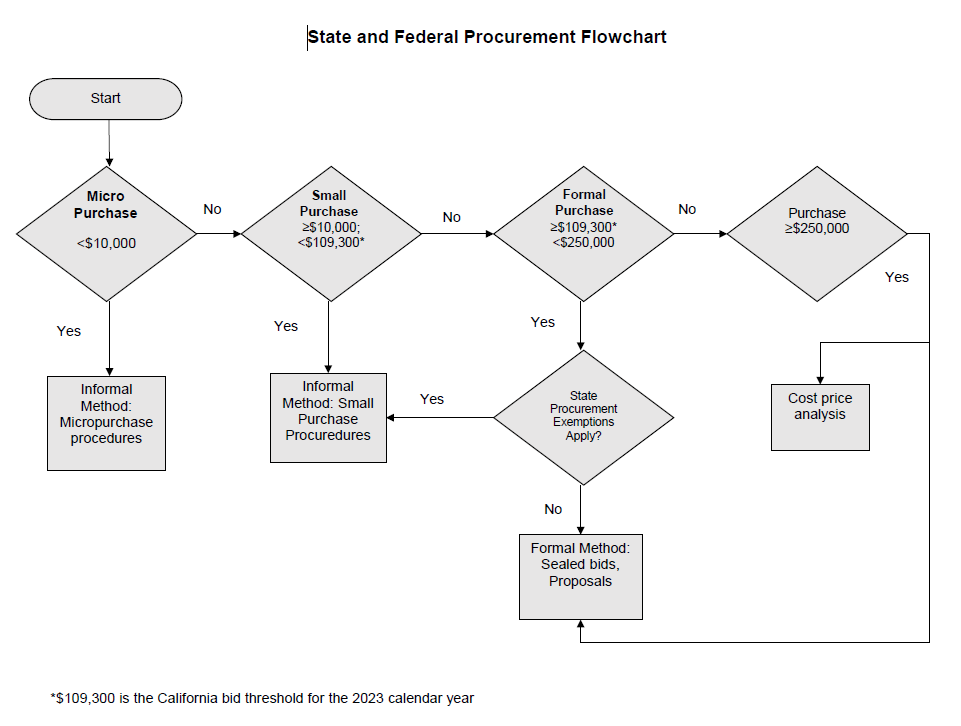 State and Federal Procurement Flowchart
Start
Micro
Purchase
<$10,000
No
Small
Purchase
≥$10,000;
<$109,300*
No
Formal
Purchase
≥$109,300*
<$250,000
No
Purchase
≥$250,000
Yes
Yes
Yes
Yes
Informal
Method:
Micropurchase
procedures
Informal
Method: Small
Purchase
Procuredures
Yes
State
Procurement
Exemptions
Apply?
Cost price
analysis
No
Formal Method:
Sealed bids,
Proposals
*$109,300 is the California bid threshold for the 2023 calendar year